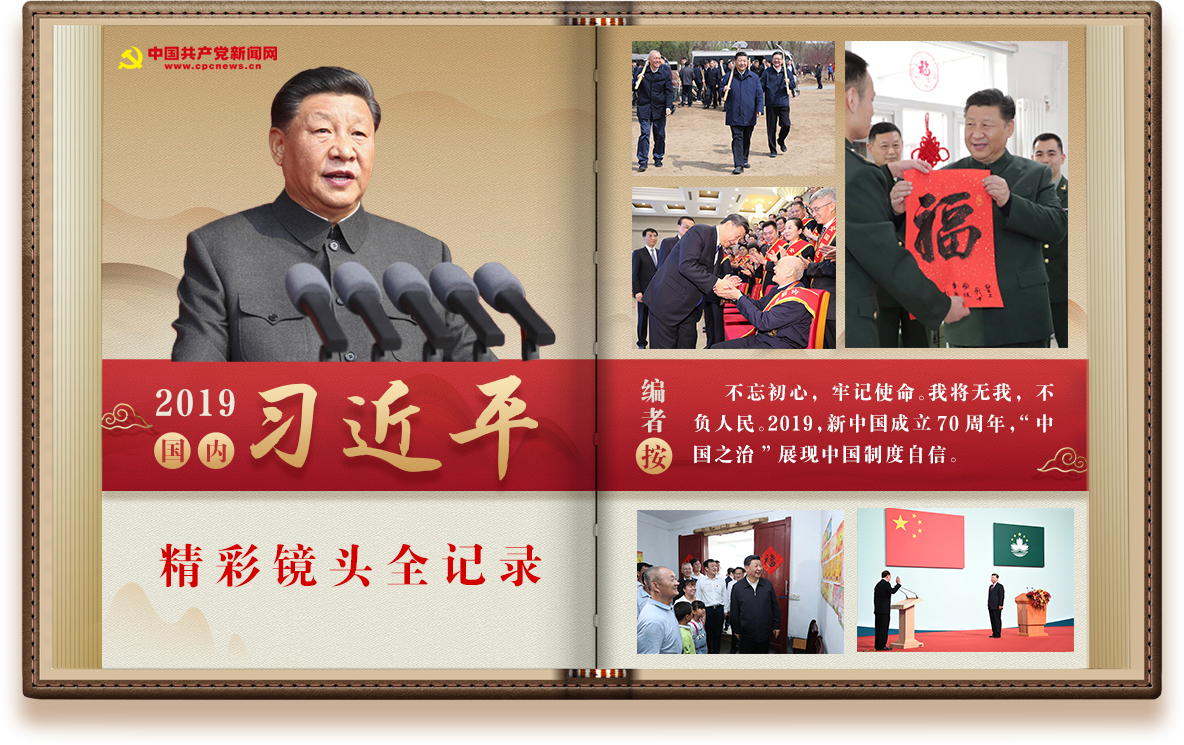 中国共产党新闻网
www.cpcnews.cn
2019
国内
习近平
精彩镜头全记录
福
福
编者按
不忘初心，牢记使命。我将无我，不
负人民。2019，新中国成立70周年，“中
国之治”展现中国制度自信。
福